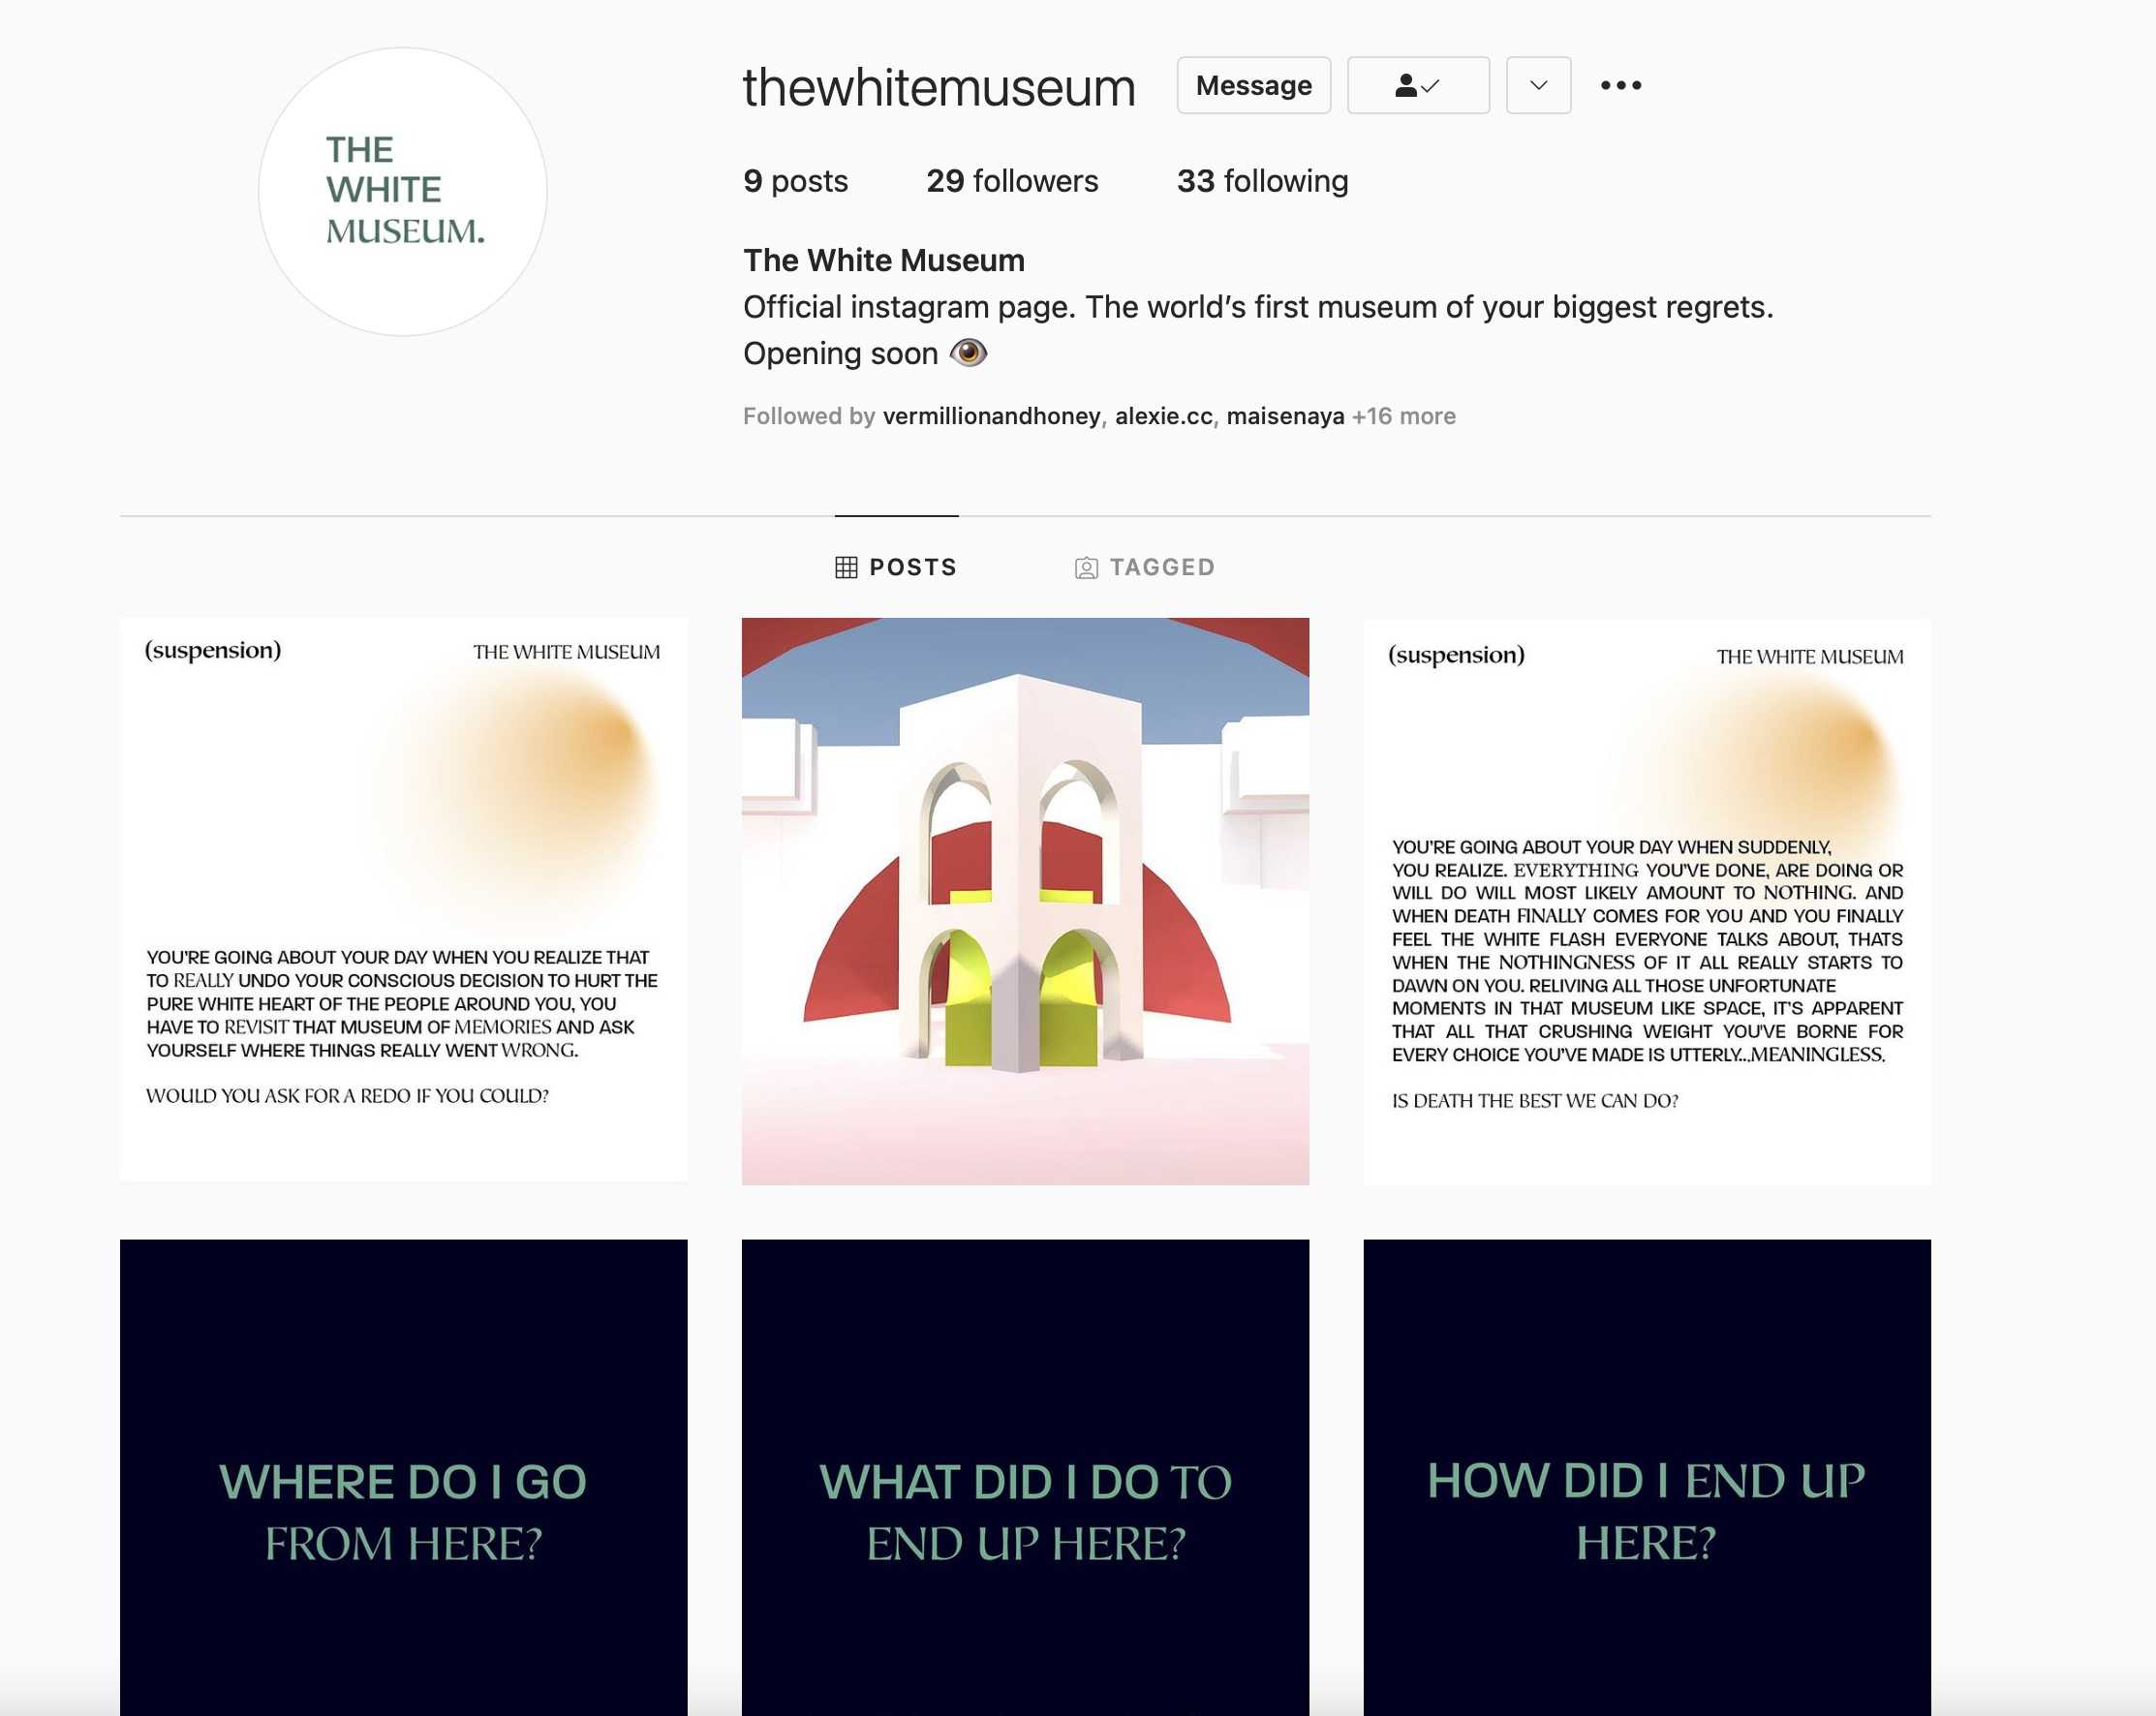 THE
WHITE
MUSEUM.
thewhitemuseum
Message
9 posts 29 followers 33 following
The White Museum
Official instagram page. The world’s first museum of your biggest regrets.
Opening soon 👁️
Followed by vermillionandhoney, alexie.cc, maisenaya +16 more
POSTS
TAGGED
(suspension)
THE WHITE MUSEUM
YOU'RE GOING ABOUT YOUR DAY WHEN YOU REALIZE THAT
TO REALLY UNDO YOUR CONSCIOUS DECISION TO HURT THE
PURE WHITE HEART OF THE PEOPLE AROUND YOU, YOU
HAVE TO REVISIT THAT MUSEUM OF MEMORIES AND ASK
YOURSELF WHERE THINGS REALLY WENT WRONG.
WOULD YOU ASK FOR A REDO IF YOU COULD?
(suspension)
THE WHITE MUSEUM
YOU'RE GOING ABOUT YOUR DAY WHEN SUDDENLY,
YOU REALIZE. EVERYTHING YOU'VE DONE, ARE DOING OR
WILL DO WILL MOST LIKELY AMOUNT TO NOTHING. AND
WHEN DEATH FINALLY COMES FOR YOU AND YOU FINALLY
FEEL THE WHITE FLASH EVERYONE TALKS ABOUT, THATS
WHEN THE NOTHINGNESS OF IT ALL REALLY STARTS TO
DAWN ON YOU. RELIVING ALL THOSE UNFORTUNATE
MOMENTS IN THAT MUSEUM LIKE SPACE, IT'S APPARENT
THAT ALL THAT CRUSHING WEIGHT YOU'VE BORNE FOR
EVERY CHOICE YOU'VE MADE IS UTTERLY...MEANINGLESS.
IS DEATH THE BEST WE CAN DO?
WHERE DO I GO
FROM HERE?
WHAT DID I DO TO
END UP HERE?
HOW DID I END UP
HERE?